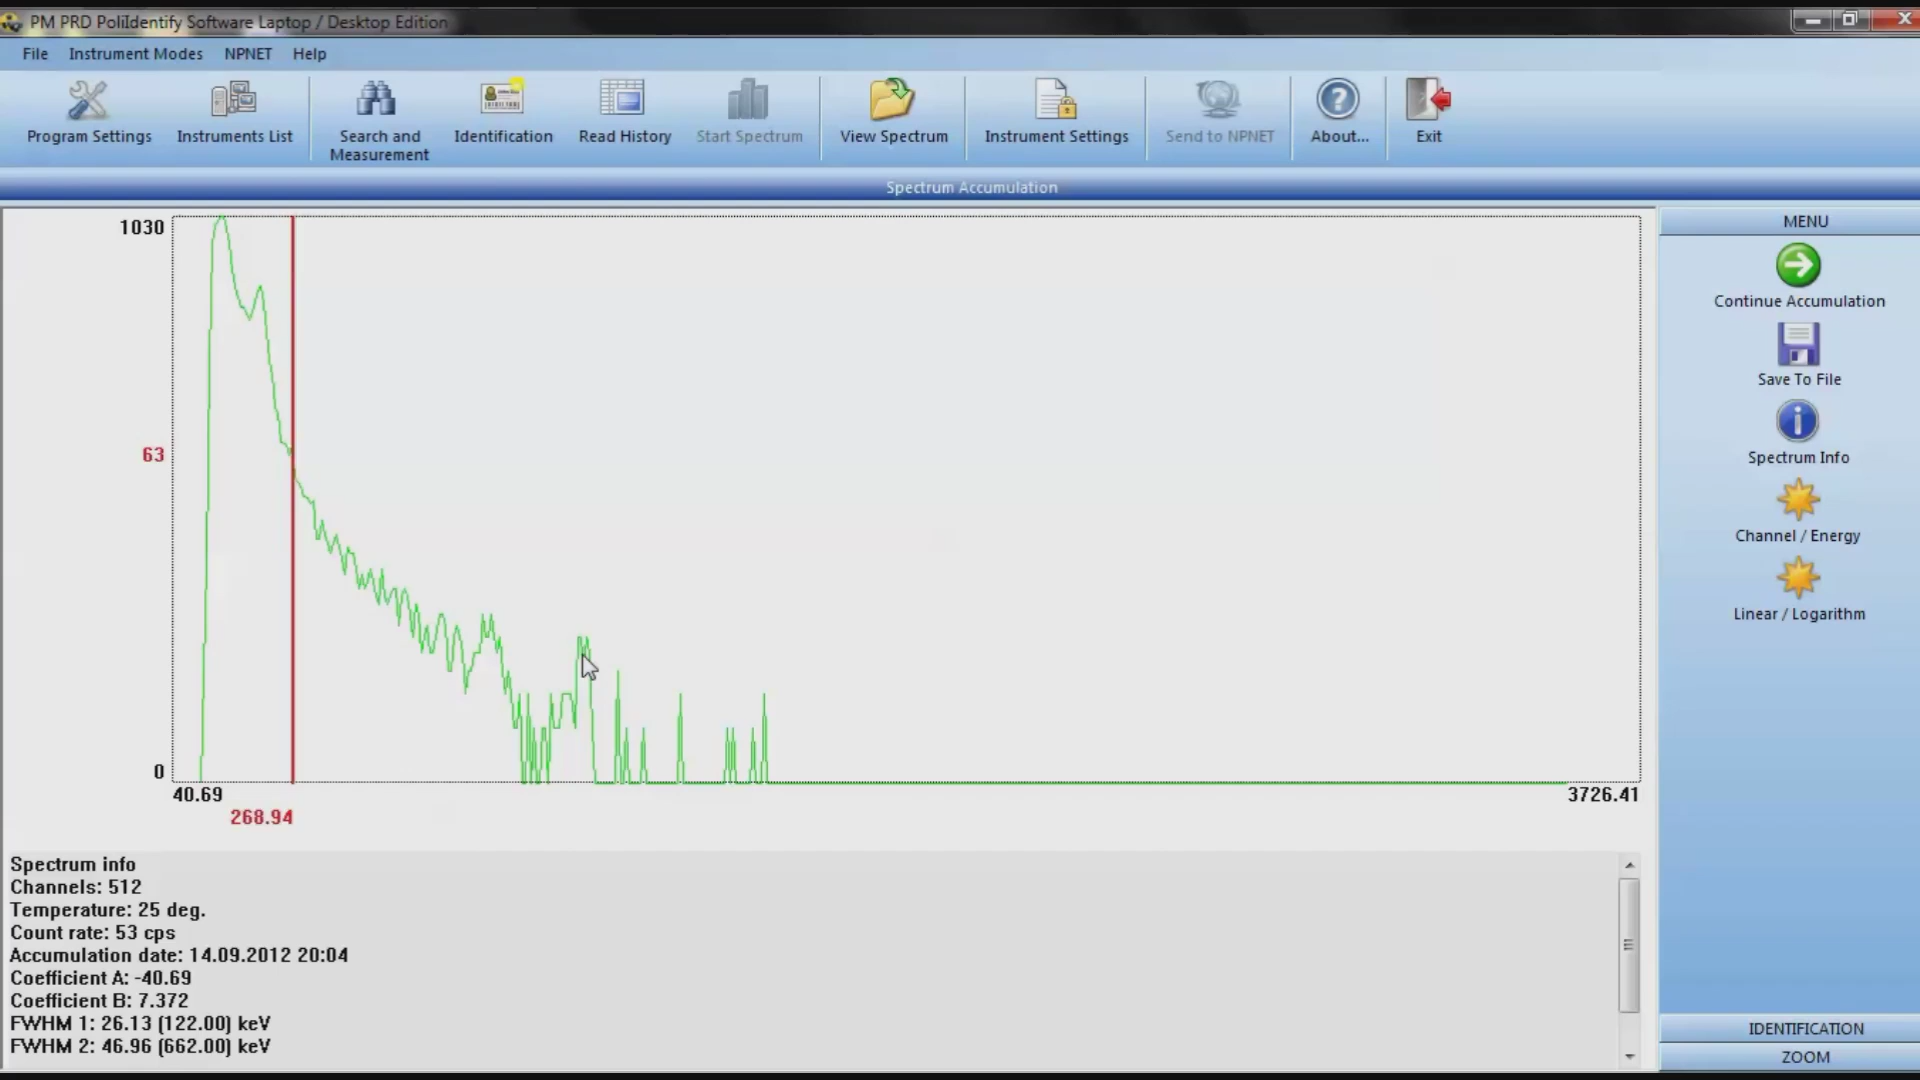 PM PRD PoliIdentify Software Laptop / Desktop Edition
File Instrument Modes NPNET Help
Program Settings Instruments List Search and Measurement Identification Read History Start Spectrum View Spectrum Instrument Settings Send to NPNET About... Exit
Spectrum Accumulation
MENU
1030
63
0
40.69
3726.41
268.94
Continue Accumulation
Save To File
Spectrum Info
Channel / Energy
Linear / Logarithm
Spectrum info
Channels: 512
Temperature: 25 deg.
Count rate: 53 cps
Accumulation date: 14.09.2012 20:04
Coefficient A: -40.69
Coefficient B: 7.372
FWHM 1: 26.13 (122.00) keV
FWHM 2: 46.96 (662.00) keV
IDENTIFICATION
ZOOM